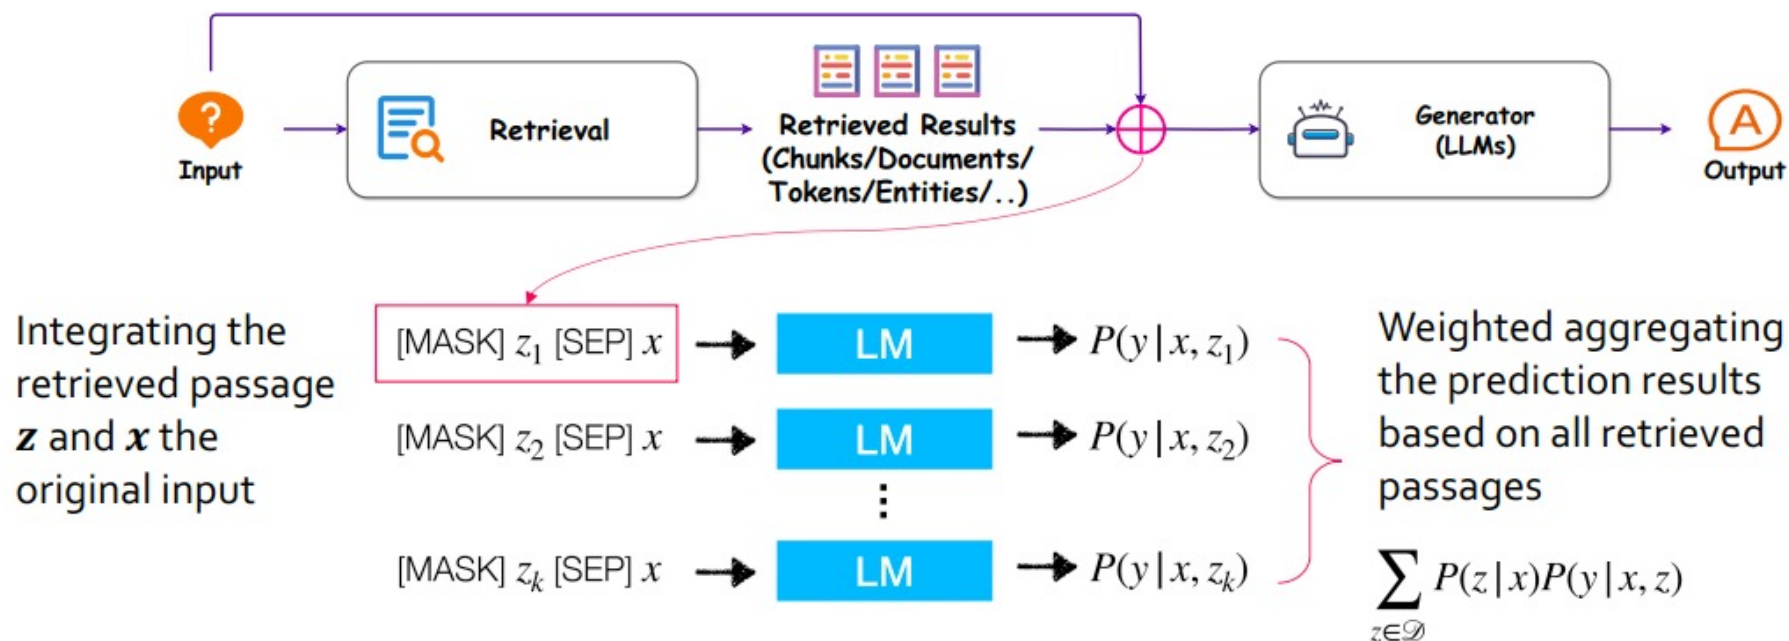 ?
Input
Retrieval
Retrieved Results
(Chunks/Documents/
Tokens/Entities/..)
Generator
(LLMs)
A
Output
Integrating the
retrieved passage
z and x the
original input
[MASK] z₁ [SEP] x
LM
P(y | x, z₁)
[MASK] z₂ [SEP] x
LM
P(y | x, z₂)
⋮
[MASK] zₖ [SEP] x
LM
P(y | x, zₖ)
Weighted aggregating
the prediction results
based on all retrieved
passages
∑ P(z | x)P(y | x, z)
z∈𝒟